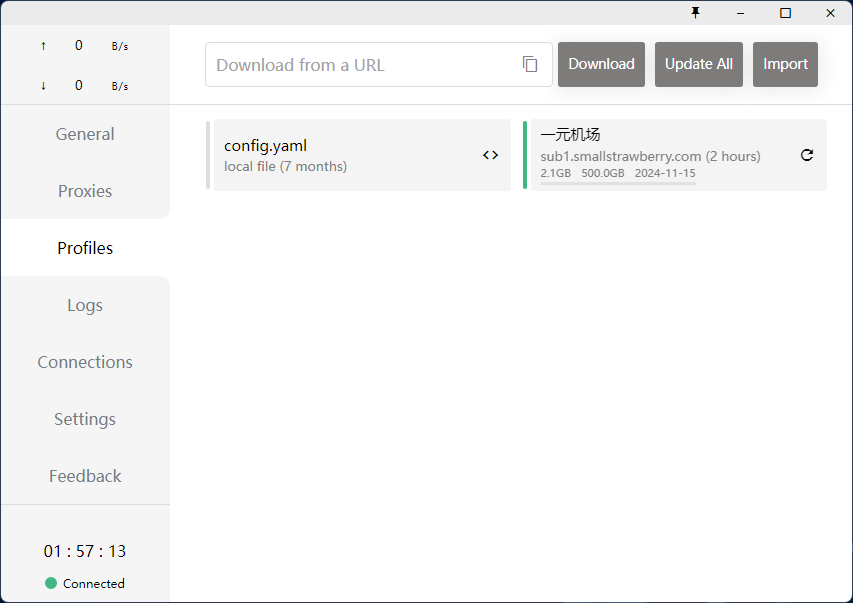 ↑ 0 B/s
↓ 0 B/s
General
Proxies
Profiles
Logs
Connections
Settings
Feedback
01 : 57 : 13
Connected
Download from a URL
Download
Update All
Import
config.yaml
local file (7 months)
一元机场
sub1.smallstrawberry.com (2 hours)
2.1GB 500.0GB 2024-11-15